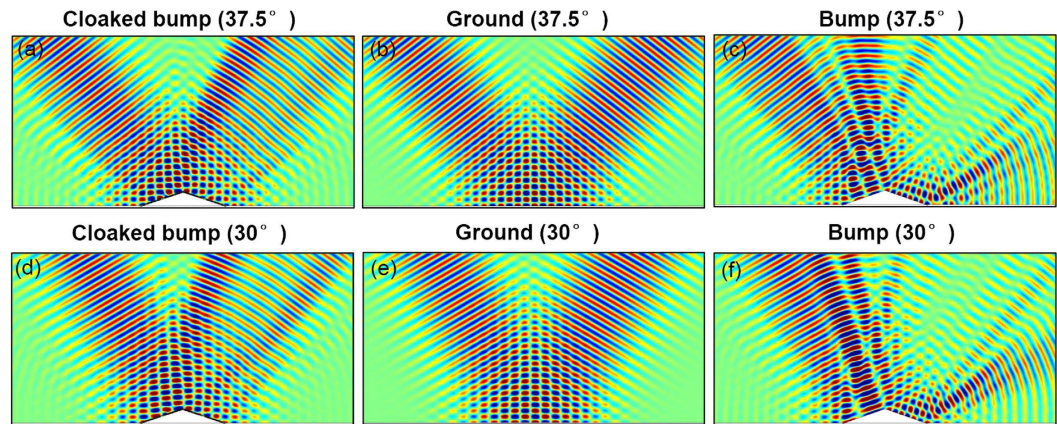 Cloaked bump (37.5° )
Ground (37.5° )
Bump (37.5° )
(a)
(b)
(c)
Cloaked bump (30° )
Ground (30° )
Bump (30° )
(d)
(e)
(f)